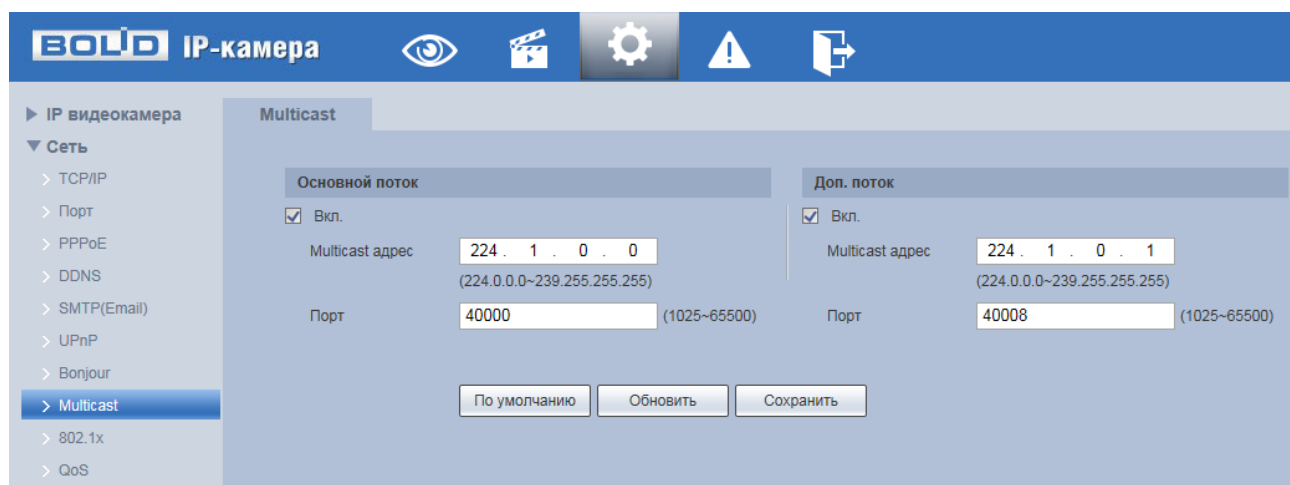 BOLID IP-камера
IP видеокамера
Сеть
TCP/IP
Порт
PPPoE
DDNS
SMTP(Email)
UPnP
Bonjour
Multicast
802.1x
QoS
Multicast
Основной поток
Вкл.
Multicast адрес 224 . 1 . 0 . 0
(224.0.0.0~239.255.255.255)
Порт 40000 (1025~65500)
Доп. поток
Вкл.
Multicast адрес 224 . 1 . 0 . 1
(224.0.0.0~239.255.255.255)
Порт 40008 (1025~65500)
По умолчанию Обновить Сохранить